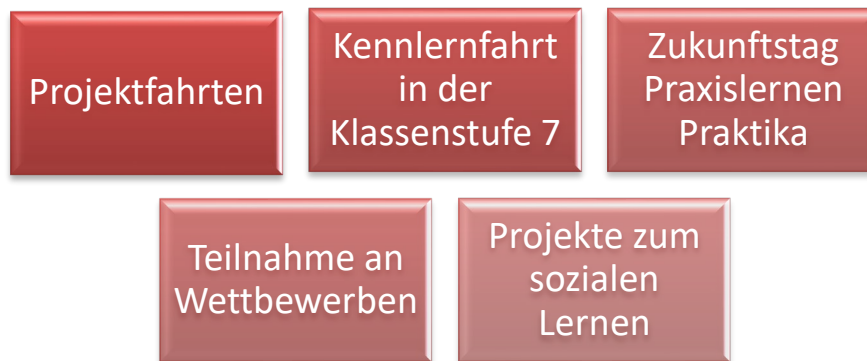 Projektfahrten
Kennlernfahrt
in der
Klassenstufe 7
Zukunftstag
Praxislernen
Praktika
Teilnahme an
Wettbewerben
Projekte zum
sozialen
Lernen